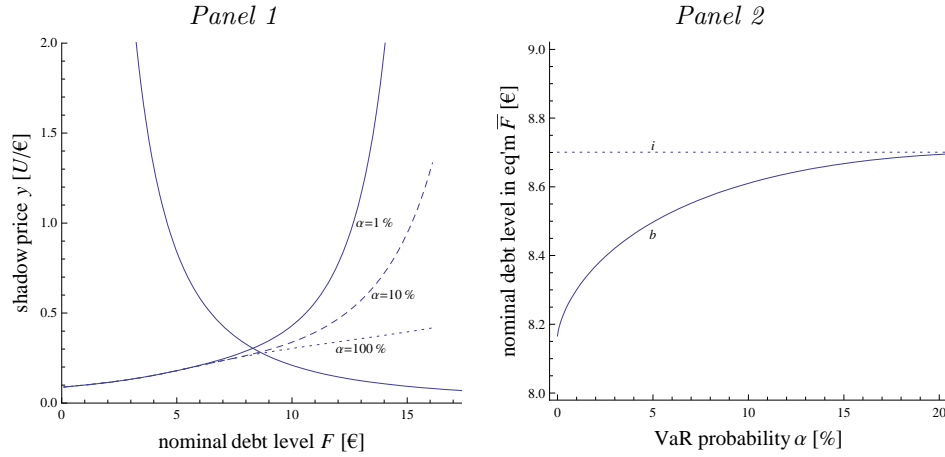 Panel 1
2.0
1.5
1.0
0.5
0.0
0
5
10
15
shadow price y [U/€]
nominal debt level F [€]
α=1 %
α=10 %
α=100 %
Panel 2
9.0
8.8
8.6
8.4
8.2
8.0
0
5
10
15
20
nominal debt level in eq'm F̅ [€]
VaR probability α [%]
i
b